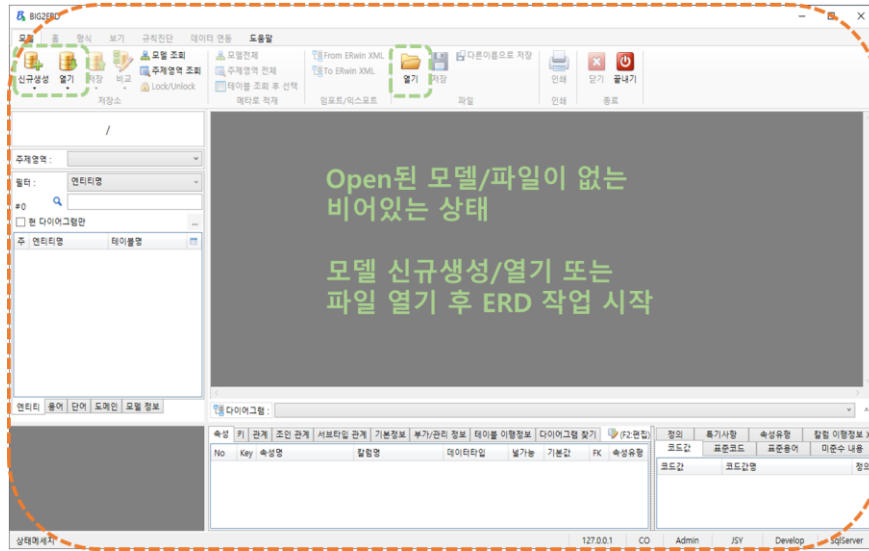 BIG2ERD
모델 홈 형식 보기 규칙진단 데이터 연동 도움말
신규생성 열기 저장 비교 모델 조회 주제영역 조회 Lock/Unlock
저장소
모델전체 주제영역 전체 테이블 조회 후 선택
메타로 적재
From ERwin XML To ERwin XML
임포트/익스포트
열기 저장 다른이름으로 저장
파일
인쇄
인쇄
닫기 끝내기
종료
/
주제영역 :
필터 : 엔티티명
#0
현 다이어그램만 ...
주 엔티티명 테이블명
엔티티 용어 단어 도메인 모델 정보
Open된 모델/파일이 없는
비어있는 상태
모델 신규생성/열기 또는
파일 열기 후 ERD 작업 시작
다이어그램 :
속성 키 관계 조인 관계 서브타입 관계 기본정보 부가/관리 정보 테이블 이행정보 다이어그램 찾기 (F2:편집)
No Key 속성명 칼럼명 데이터타입 널가능 기본값 FK 속성유형
정의 특기사항 속성유형 칼럼 이행정보
코드값 표준코드 표준용어 미준수 내용
코드값 코드값명 정의
상태메세지 127.0.0.1 CO Admin JSY Develop SqlServer